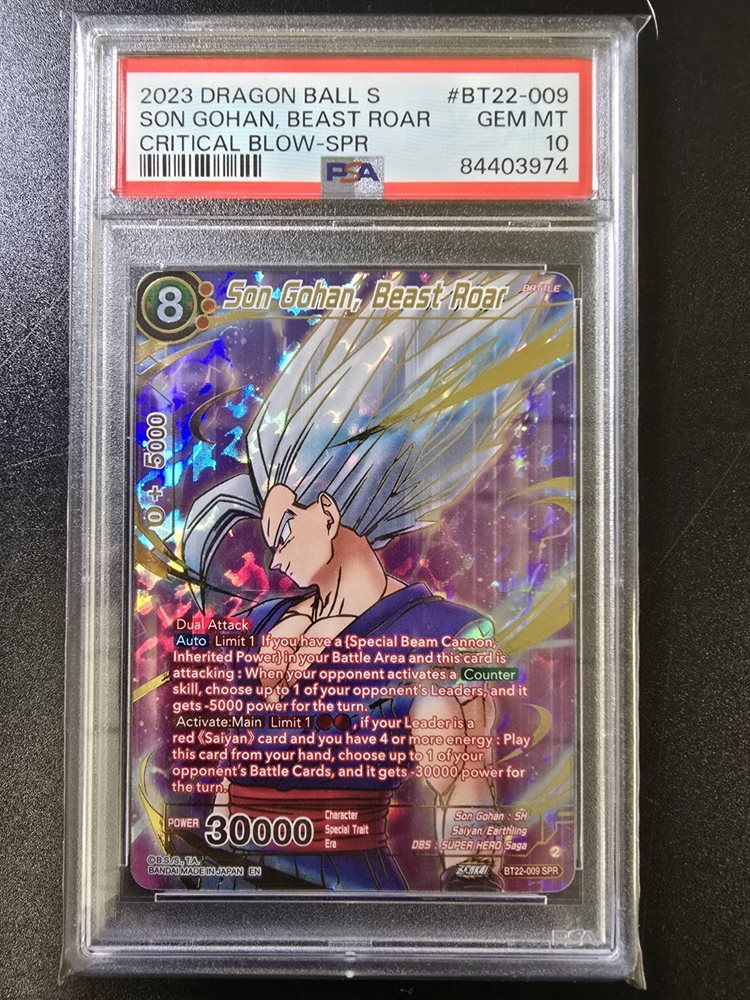 2023 DRAGON BALL S #BT22-009
SON GOHAN, BEAST ROAR GEM MT
CRITICAL BLOW-SPR 10
PSA 84403974
8 Son Gohan, Beast Roar BATTLE
0 + 5000
Dual Attack
Auto Limit 1 If you have a {Special Beam Cannon,
Inherited Power} in your Battle Area and this card is
attacking : When your opponent activates a Counter
skill, choose up to 1 of your opponent's Leaders, and it
gets -5000 power for the turn.
Activate:Main Limit 1 , if your Leader is a
red 《Saiyan》 card and you have 4 or more energy : Play
this card from your hand, choose up to 1 of your
opponent's Battle Cards, and it gets -30000 power for
the turn.
POWER 30000
Character Son Gohan : SH
Special Trait Saiyan/Earthling
Era DBS : SUPER HERO Saga
2
©B.S./S., T.A.
BANDAI MADE IN JAPAN EN
ZENKAI
BT22-009 SPR
PSA